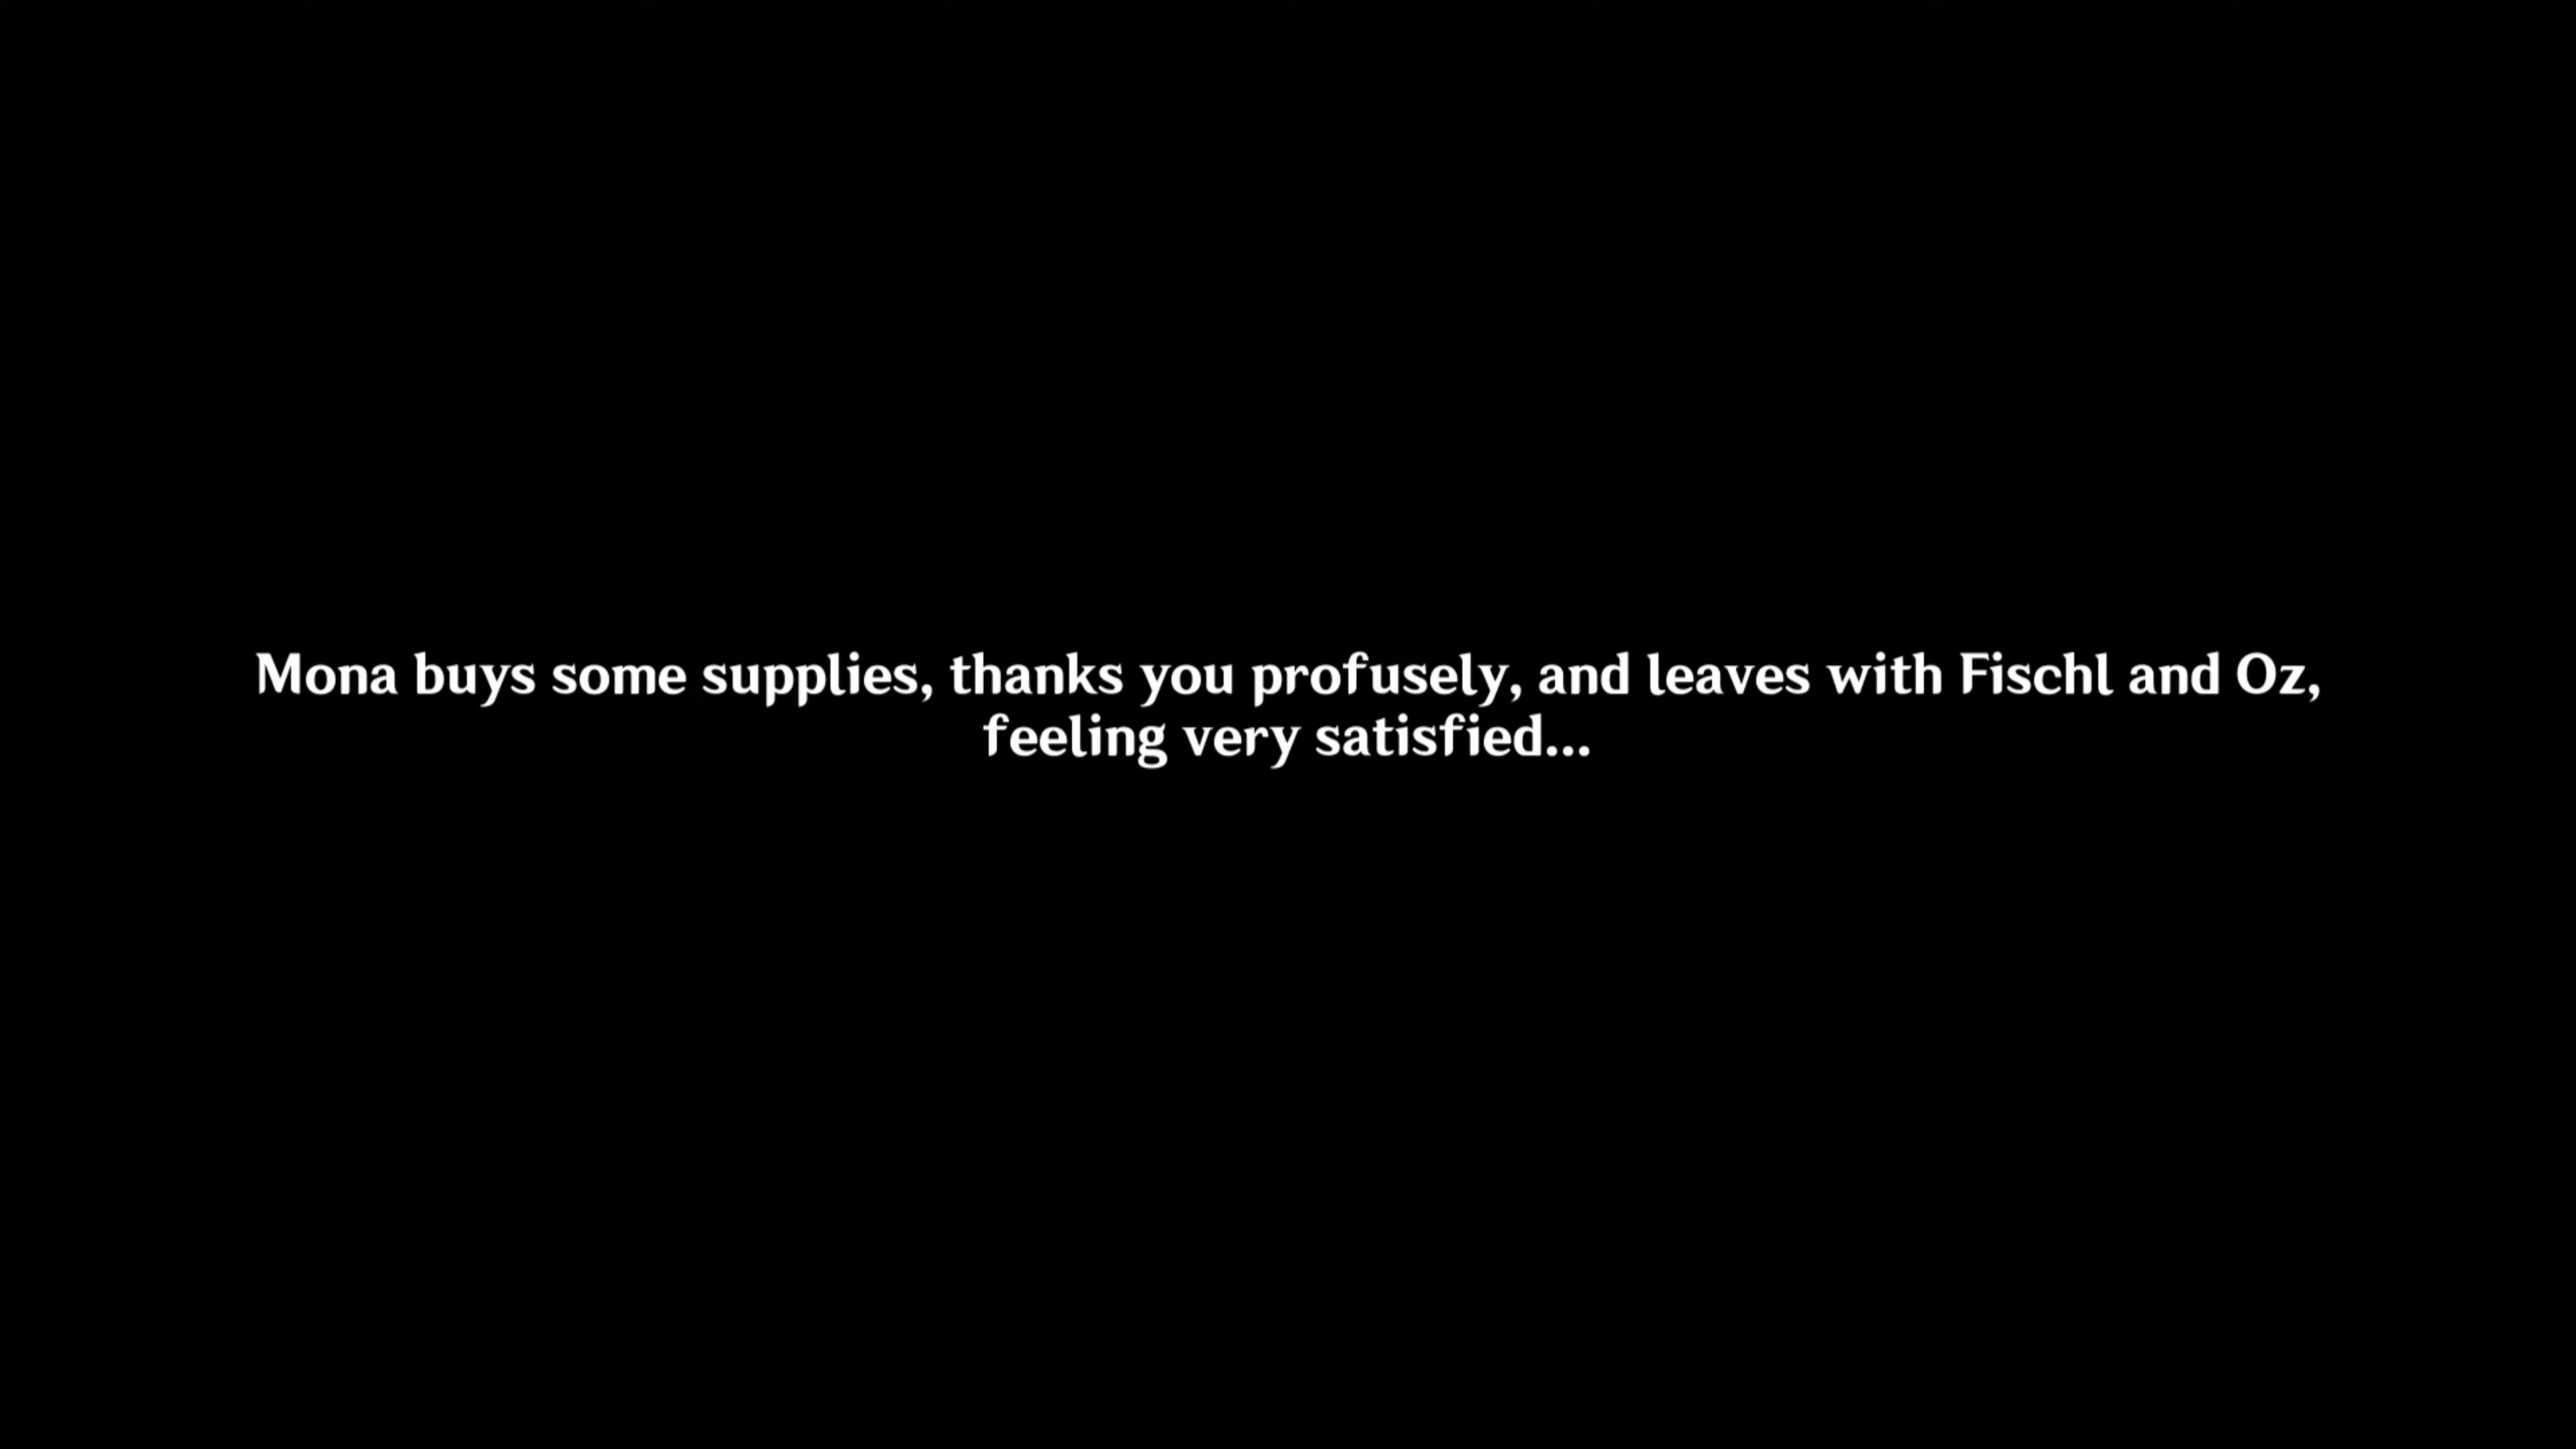 Mona buys some supplies, thanks you profusely, and leaves with Fischl and Oz,
feeling very satisfied...